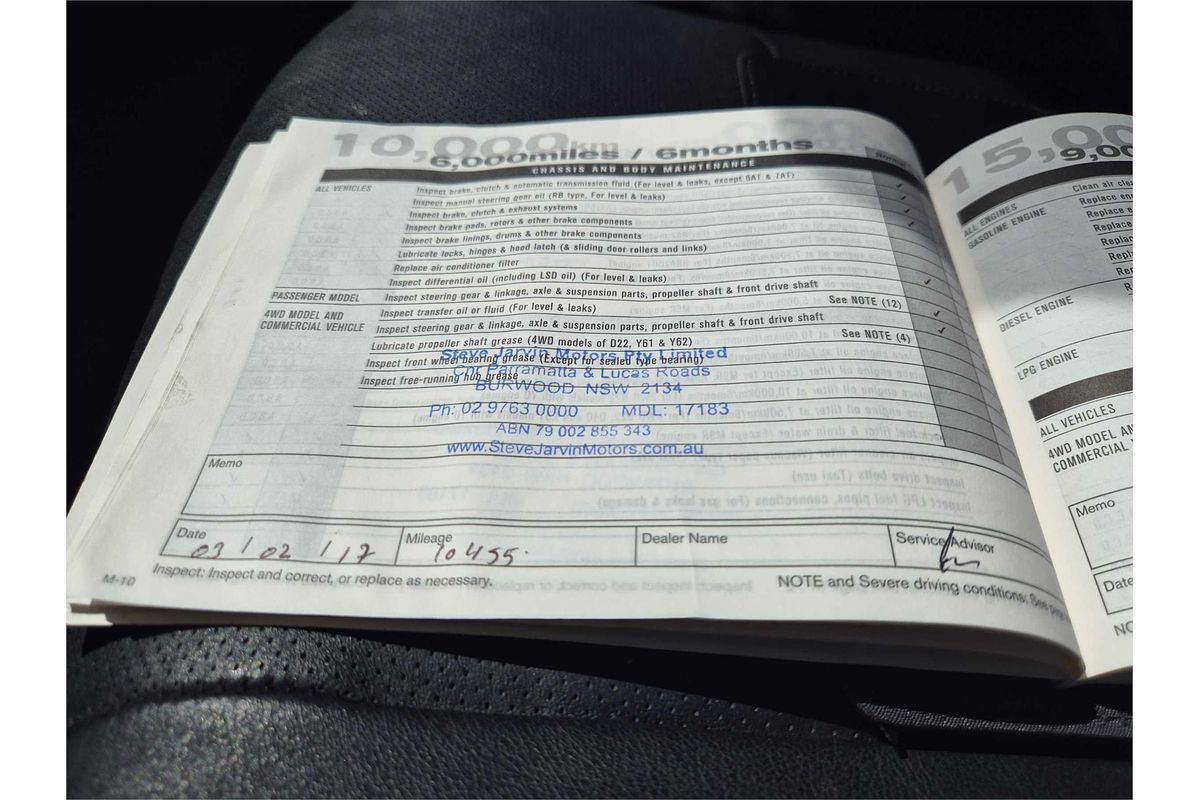 10,000km
6,000miles / 6months
CHASSIS AND BODY MAINTENANCE
Normal
ALL VEHICLES
Inspect brake, clutch & automatic transmission fluid (For level & leaks, except 6AT & 7AT)
Inspect manual steering gear oil (RB type, For level & leaks)
Inspect brake, clutch & exhaust systems
Inspect brake pads, rotors & other brake components
Inspect brake linings, drums & other brake components
Lubricate locks, hinges & hood latch (& sliding door rollers and links)
Replace air conditioner filter
Inspect differential oil (including LSD oil) (For level & leaks)
PASSENGER MODEL
Inspect steering gear & linkage, axle & suspension parts, propeller shaft & front drive shaft
4WD MODEL AND
COMMERCIAL VEHICLE
Inspect transfer oil or fluid (For level & leaks) See NOTE (12)
Inspect steering gear & linkage, axle & suspension parts, propeller shaft & front drive shaft
Lubricate propeller shaft grease (4WD models of D22, Y61 & Y62) See NOTE (4)
Inspect front wheel bearing grease (Except for sealed type bearing)
Inspect free-running hub grease
Steve Jarvin Motors Pty Limited
Cnr Parramatta & Lucas Roads
BURWOOD NSW 2134
Ph: 02 9763 0000 MDL: 17183
ABN 79 002 855 343
www.SteveJarvinMotors.com.au
Memo
Date
03 / 02 / 17
Mileage
10455.
Dealer Name
Service Advisor
M-10
Inspect: Inspect and correct, or replace as necessary.
NOTE and Severe driving conditions: See
15,00
9,00
ALL ENGINES
Clean air
GASOLINE ENGINE
Replace
Replace
Replace
DIESEL ENGINE
LPG ENGINE
ALL VEHICLES
4WD MODEL AN
COMMERCIAL V
Memo
Date